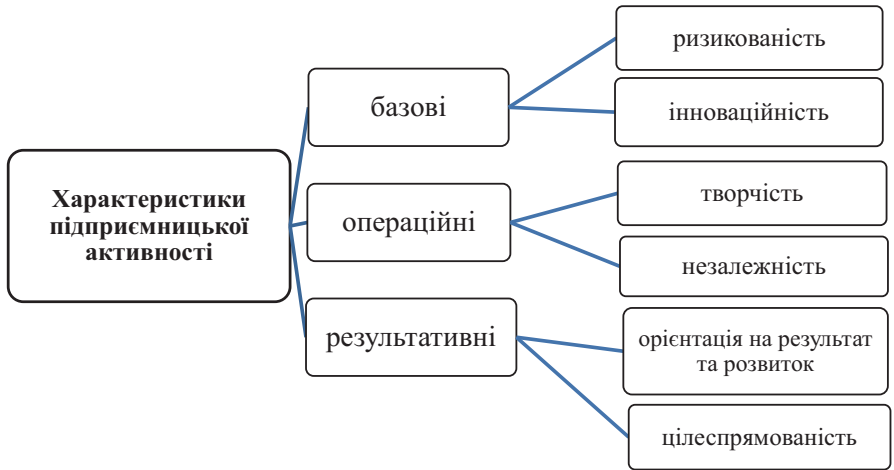 Характеристики
підприємницької
активності
базові
ризикованість
інноваційність
операційні
творчість
незалежність
результативні
орієнтація на результат
та розвиток
цілеспрямованість